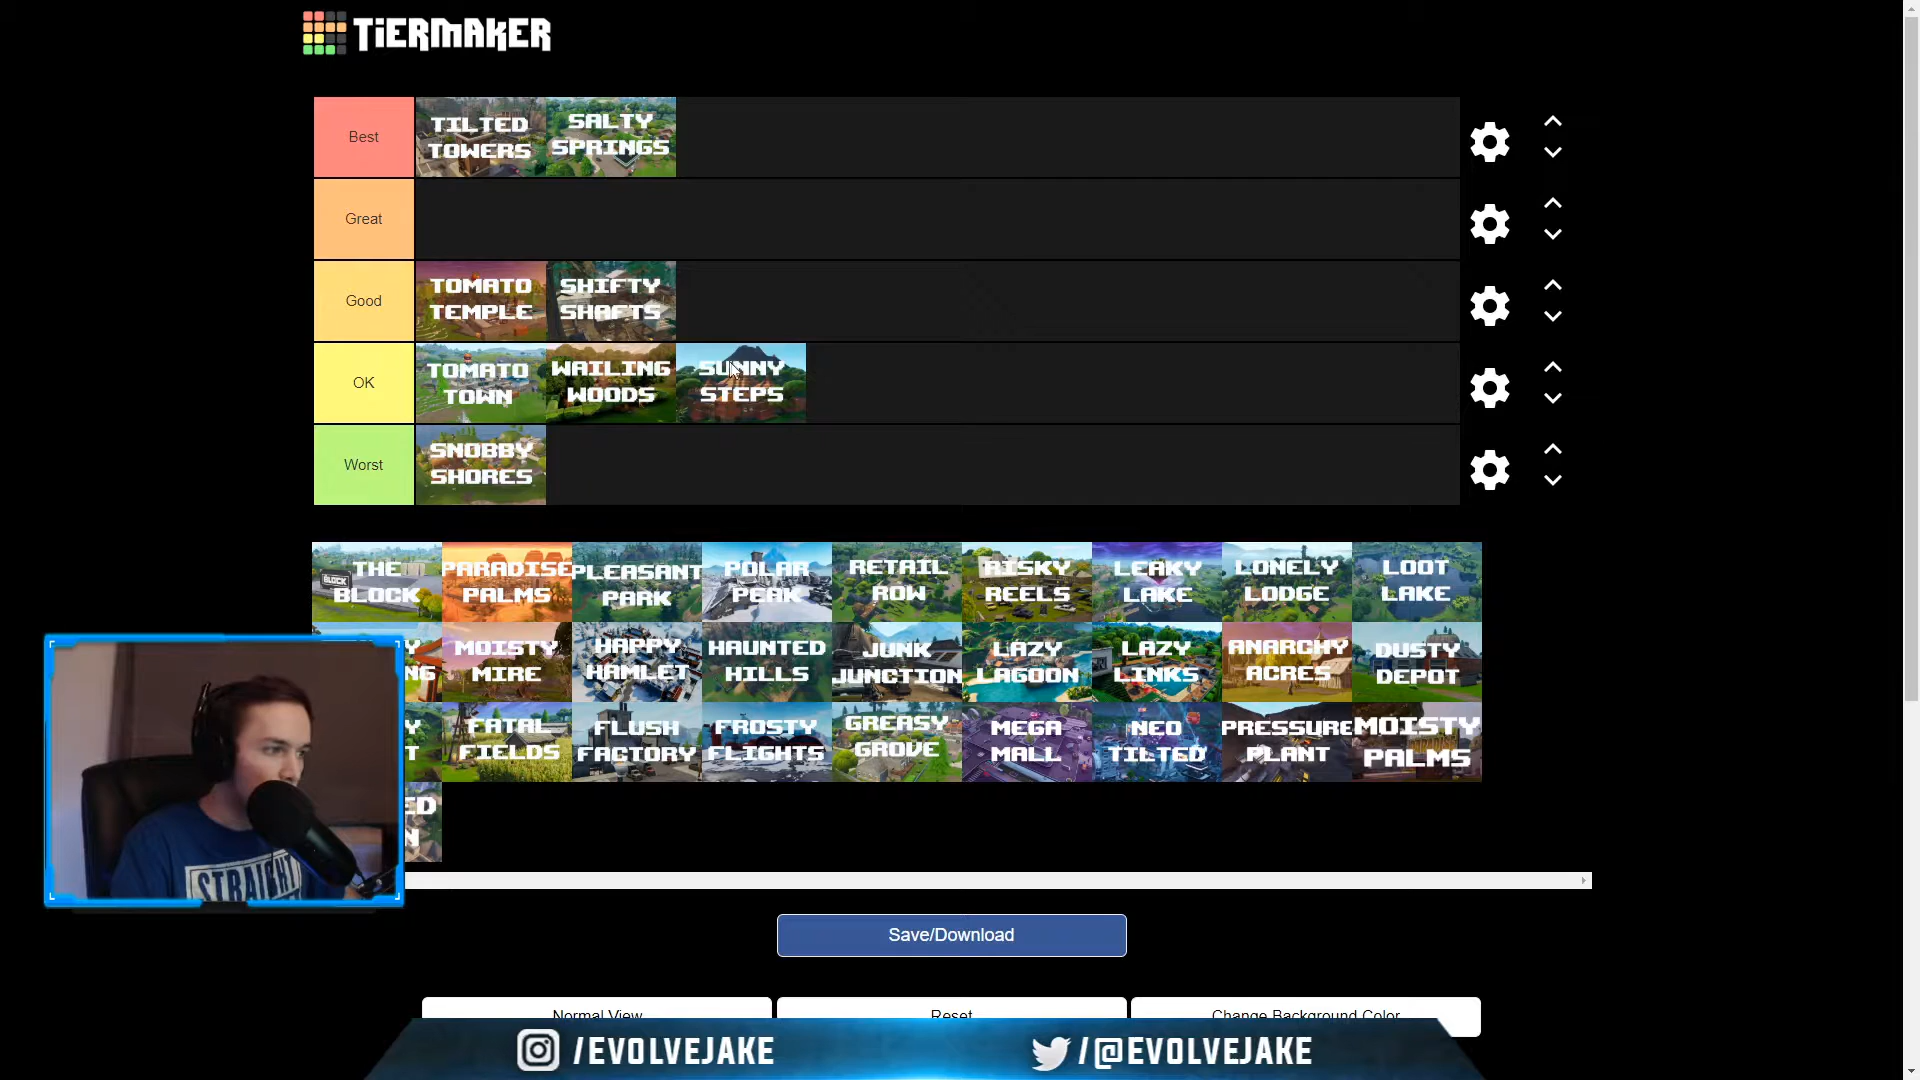 TIERMAKER
Best
TILTED TOWERS
SALTY SPRINGS
Great
Good
TOMATO TEMPLE
SHIFTY SHAFTS
OK
TOMATO TOWN
WAILING WOODS
SUNNY STEPS
Worst
SNOBBY SHORES
THE BLOCK
BLOCK
PARADISE PALMS
PLEASANT PARK
POLAR PEAK
RETAIL ROW
RISKY REELS
LEAKY LAKE
LONELY LODGE
LOOT LAKE
Y
NG
MOISTY MIRE
HAPPY HAMLET
HAUNTED HILLS
JUNK JUNCTION
LAZY LAGOON
LAZY LINKS
ANARCHY ACRES
DUSTY DEPOT
Y
T
FATAL FIELDS
FLUSH FACTORY
FROSTY FLIGHTS
GREASY GROVE
MEGA MALL
NEO TILTED
PRESSURE PLANT
MOISTY PALMS
ED
N
STRAIGHT
Save/Download
Normal View
Reset
Change Background Color
/EVOLVEJAKE
/@EVOLVEJAKE